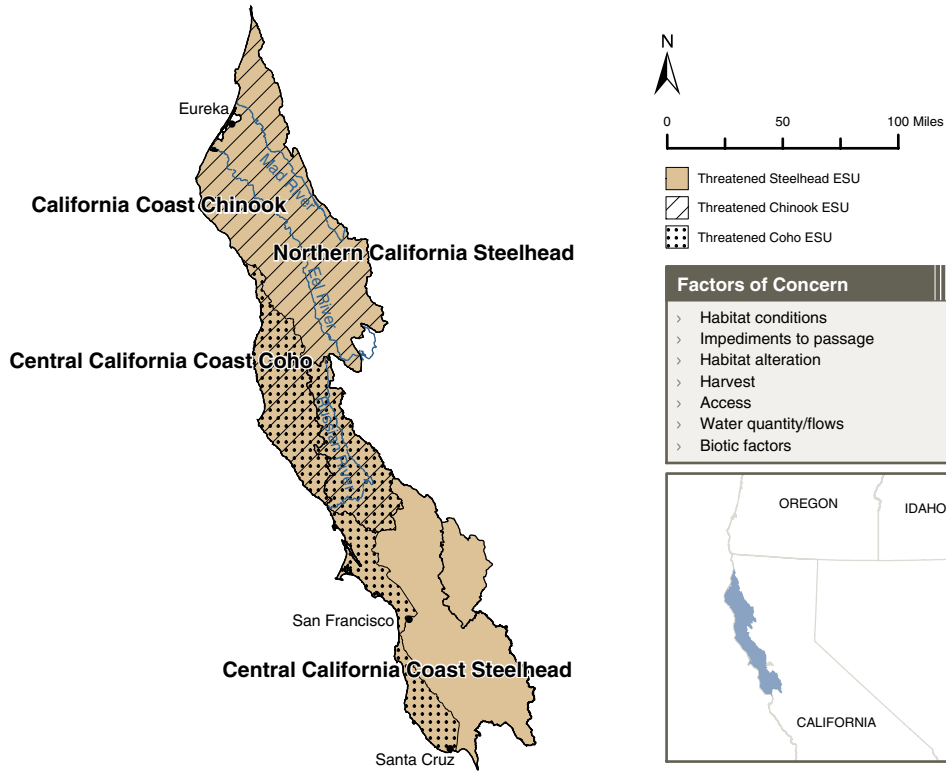 Eureka
Mad River
California Coast Chinook
Northern California Steelhead
Eel River
Central California Coast Coho
Russian River
San Francisco
Central California Coast Steelhead
Santa Cruz
N
0 50 100 Miles
Threatened Steelhead ESU
Threatened Chinook ESU
Threatened Coho ESU
Factors of Concern
› Habitat conditions
› Impediments to passage
› Habitat alteration
› Harvest
› Access
› Water quantity/flows
› Biotic factors
OREGON
IDAHO
CALIFORNIA